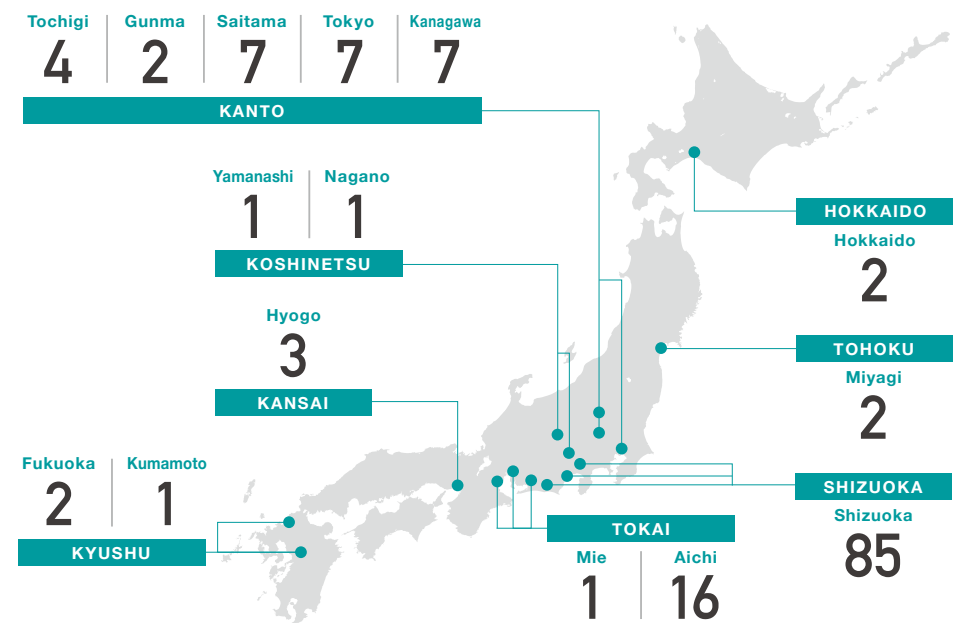 Tochigi Gunma Saitama Tokyo Kanagawa
4 2 7 7 7
KANTO
Yamanashi Nagano
1 1
KOSHINETSU
Hyogo
3
KANSAI
Fukuoka Kumamoto
2 1
KYUSHU
HOKKAIDO
Hokkaido
2
TOHOKU
Miyagi
2
SHIZUOKA
Shizuoka
85
TOKAI
Mie Aichi
1 16